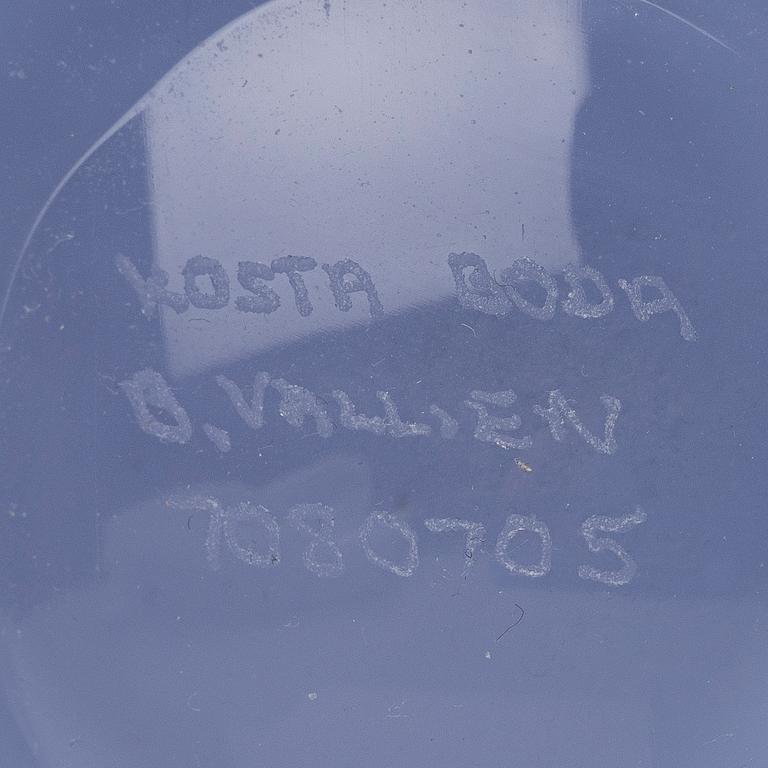 KOSTA BODA
B. VALLIEN
7080705